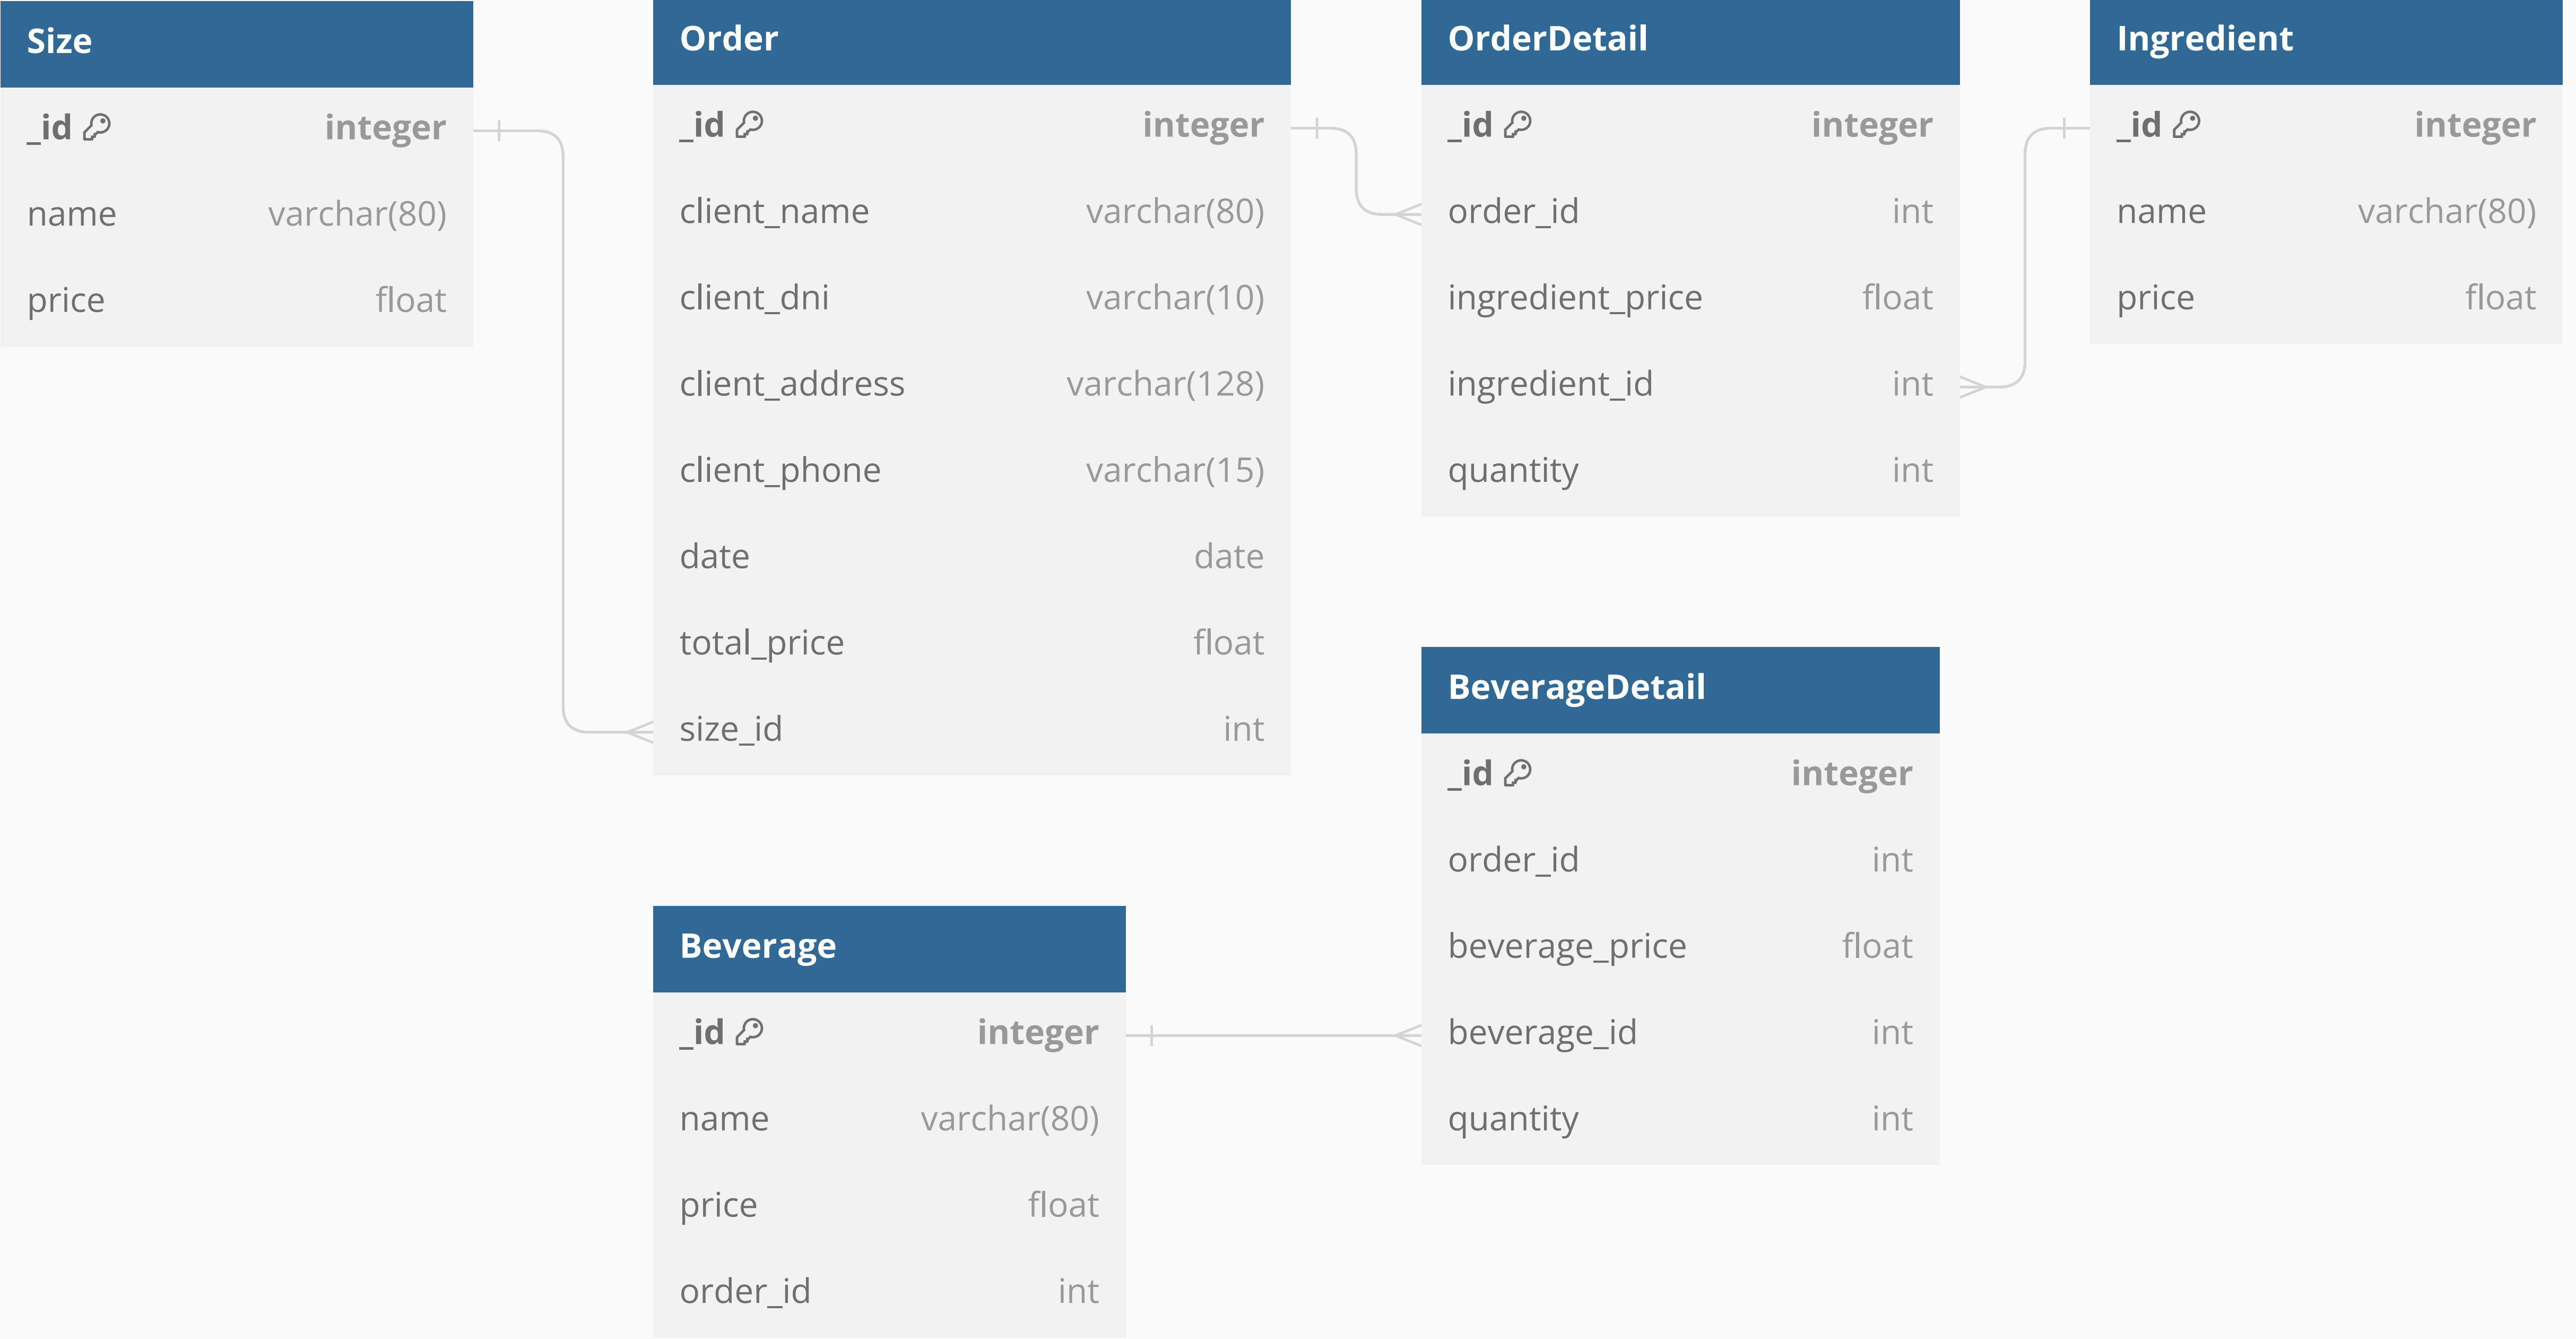 Size
_id integer
name varchar(80)
price float
Order
_id integer
client_name varchar(80)
client_dni varchar(10)
client_address varchar(128)
client_phone varchar(15)
date date
total_price float
size_id int
OrderDetail
_id integer
order_id int
ingredient_price float
ingredient_id int
quantity int
Ingredient
_id integer
name varchar(80)
price float
BeverageDetail
_id integer
order_id int
beverage_price float
beverage_id int
quantity int
Beverage
_id integer
name varchar(80)
price float
order_id int